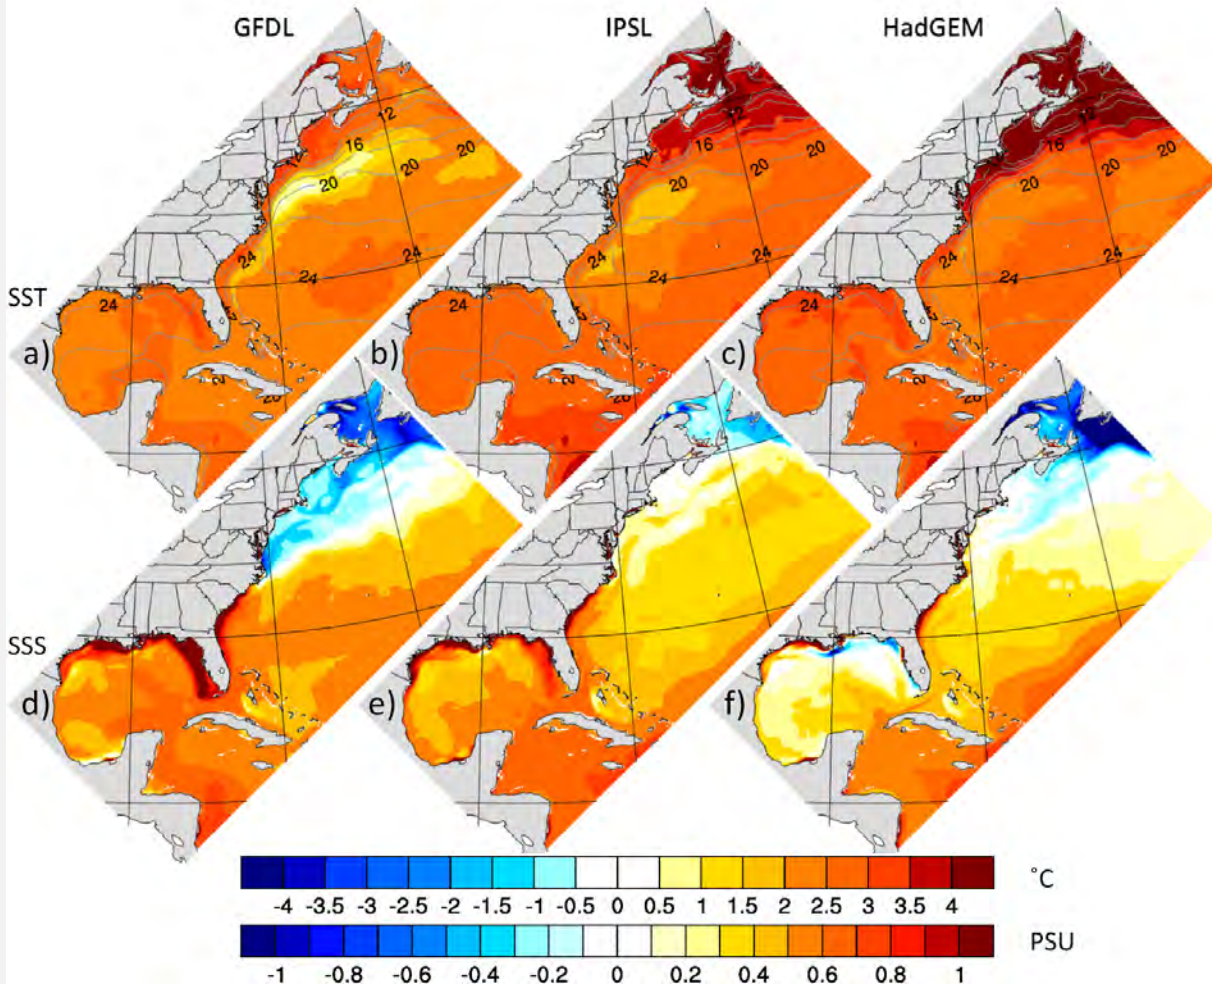 GFDL IPSL HadGEM
12 12 12
16 16 16
20 20 20 20 20 20
24 24 24
24 24 24
SST 24 24
a) b) c)
SSS
d) e) f)
-4 -3.5 -3 -2.5 -2 -1.5 -1 -0.5 0 0.5 1 1.5 2 2.5 3 3.5 4 °C
-1 -0.8 -0.6 -0.4 -0.2 0 0.2 0.4 0.6 0.8 1 PSU